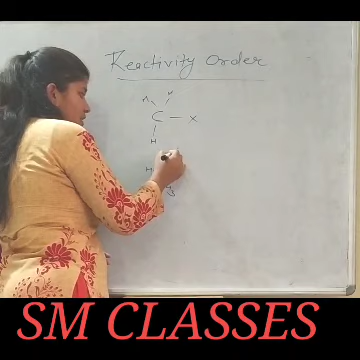 Reactivity Order
H H
C — X
H
H
SM CLASSES